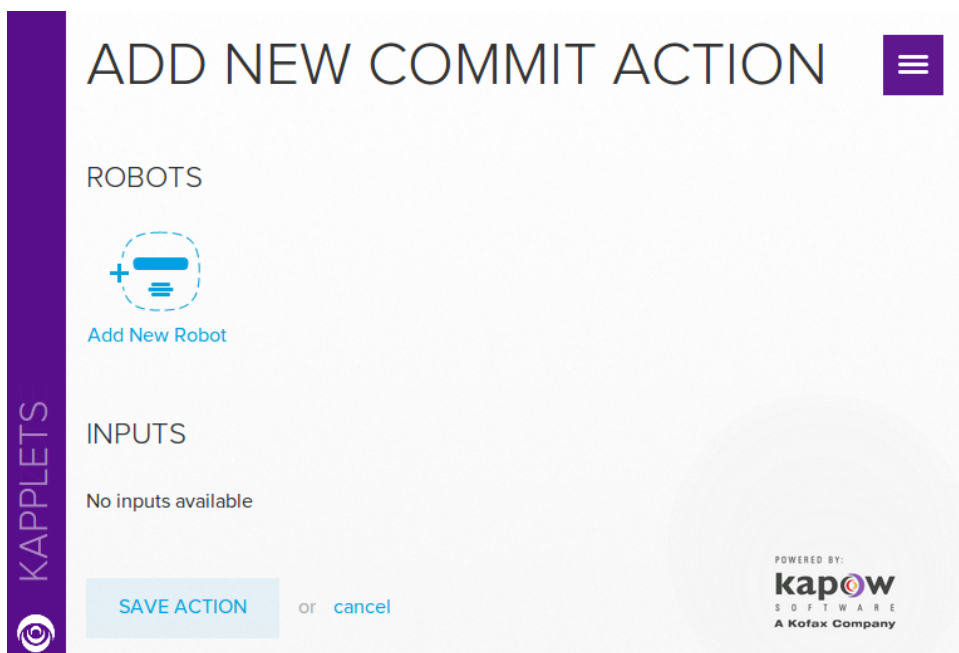 ADD NEW COMMIT ACTION
ROBOTS
Add New Robot
INPUTS
No inputs available
SAVE ACTION or cancel
KAPPLETS
POWERED BY:
kapow
SOFTWARE
A Kofax Company